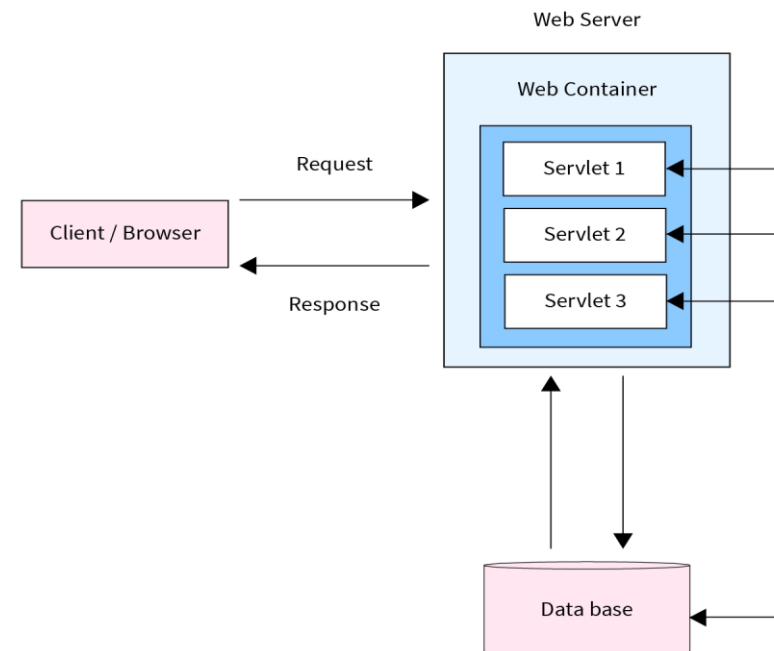 Web Server
Web Container
Servlet 1
Request
Client / Browser
Servlet 2
Response
Servlet 3
Data base